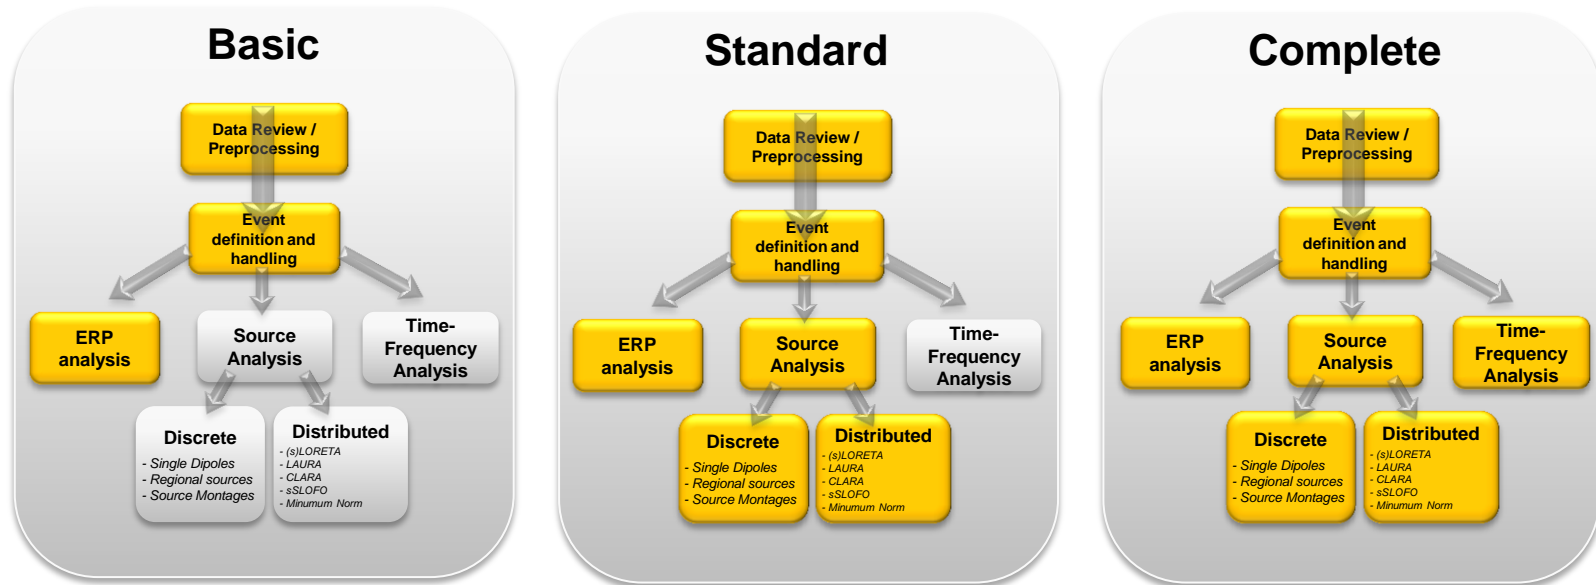 Basic
Data Review /
Preprocessing
Event
definition and
handling
ERP
analysis
Source
Analysis
Time-
Frequency
Analysis
Discrete
- Single Dipoles
- Regional sources
- Source Montages
Distributed
- (s)LORETA
- LAURA
- CLARA
- sSLOFO
- Minumum Norm
Standard
Data Review /
Preprocessing
Event
definition and
handling
ERP
analysis
Source
Analysis
Time-
Frequency
Analysis
Discrete
- Single Dipoles
- Regional sources
- Source Montages
Distributed
- (s)LORETA
- LAURA
- CLARA
- sSLOFO
- Minumum Norm
Complete
Data Review /
Preprocessing
Event
definition and
handling
ERP
analysis
Source
Analysis
Time-
Frequency
Analysis
Discrete
- Single Dipoles
- Regional sources
- Source Montages
Distributed
- (s)LORETA
- LAURA
- CLARA
- sSLOFO
- Minumum Norm